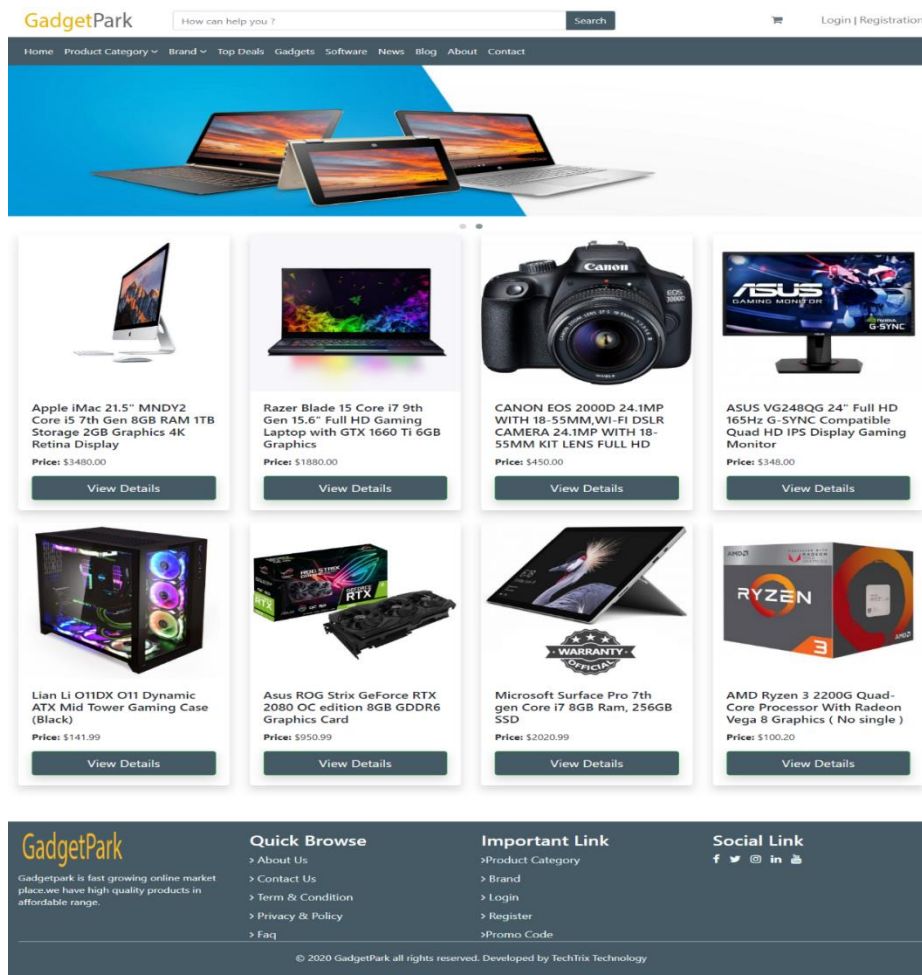 GadgetPark
How can help you ?
Search
Login | Registration
Home Product Category Brand Top Deals Gadgets Software News Blog About Contact
Canon
EOS
ASUS
GAMING MONITOR
G-SYNC
Apple iMac 21.5" MNDY2
Core i5 7th Gen 8GB RAM 1TB
Storage 2GB Graphics 4K
Retina Display
Price: $3480.00
View Details
Razer Blade 15 Core i7 9th
Gen 15.6" Full HD Gaming
Laptop with GTX 1660 Ti 6GB
Graphics
Price: $1880.00
View Details
CANON EOS 2000D 24.1MP
WITH 18-55MM,WI-FI DSLR
CAMERA 24.1MP WITH 18-
55MM KIT LENS FULL HD
Price: $450.00
View Details
ASUS VG248QG 24" Full HD
165Hz G-SYNC Compatible
Quad HD IPS Display Gaming
Monitor
Price: $348.00
View Details
ROG STRIX
GEFORCE
RTX
RTX
WARRANTY
OFFICIAL
AMD
RADEON
RYZEN
3
AMD
Lian Li O11DX O11 Dynamic
ATX Mid Tower Gaming Case
(Black)
Price: $141.99
View Details
Asus ROG Strix GeForce RTX
2080 OC edition 8GB GDDR6
Graphics Card
Price: $950.99
View Details
Microsoft Surface Pro 7th
gen Core i7 8GB Ram, 256GB
SSD
Price: $2020.99
View Details
AMD Ryzen 3 2200G Quad-
Core Processor With Radeon
Vega 8 Graphics ( No single )
Price: $100.20
View Details
GadgetPark
Gadgetpark is fast growing online market
place.we have high quality products in
affordable range.
Quick Browse
> About Us
> Contact Us
> Term & Condition
> Privacy & Policy
> Faq
Important Link
>Product Category
> Brand
> Login
> Register
>Promo Code
Social Link
© 2020 GadgetPark all rights reserved. Developed by TechTrix Technology